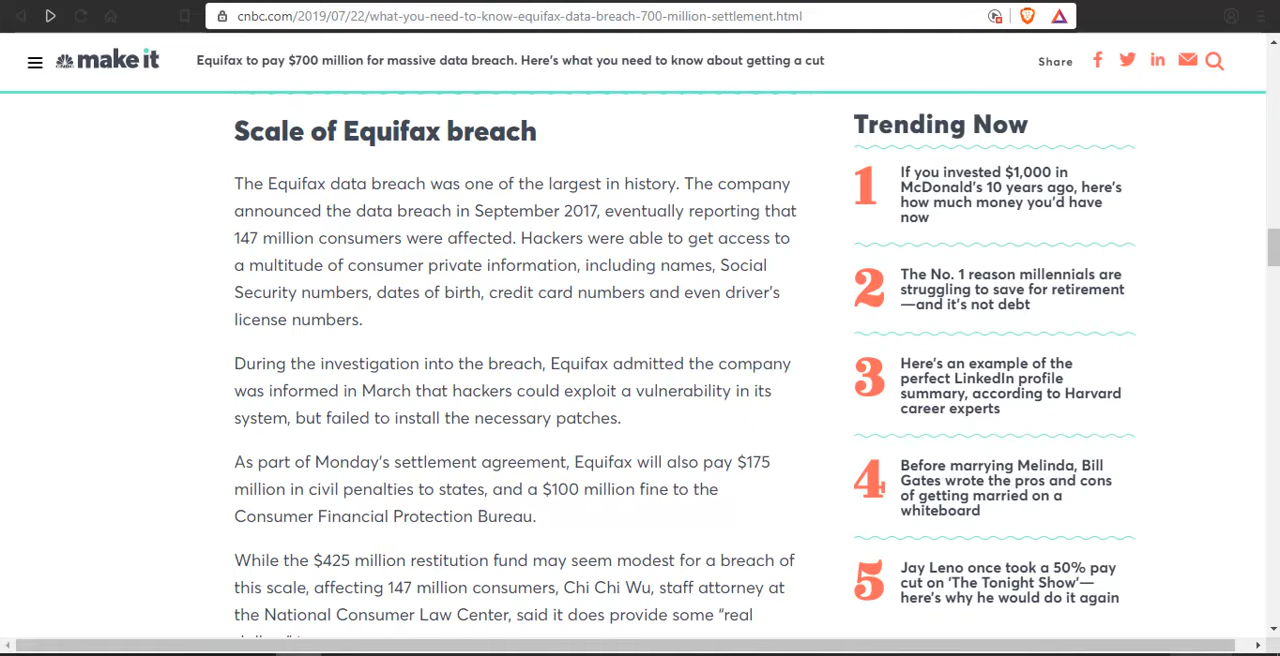 cnbc.com/2019/07/22/what-you-need-to-know-equifax-data-breach-700-million-settlement.html
make it
Equifax to pay $700 million for massive data breach. Here's what you need to know about getting a cut
Share
Scale of Equifax breach
The Equifax data breach was one of the largest in history. The company
announced the data breach in September 2017, eventually reporting that
147 million consumers were affected. Hackers were able to get access to
a multitude of consumer private information, including names, Social
Security numbers, dates of birth, credit card numbers and even driver's
license numbers.
During the investigation into the breach, Equifax admitted the company
was informed in March that hackers could exploit a vulnerability in its
system, but failed to install the necessary patches.
As part of Monday's settlement agreement, Equifax will also pay $175
million in civil penalties to states, and a $100 million fine to the
Consumer Financial Protection Bureau.
While the $425 million restitution fund may seem modest for a breach of
this scale, affecting 147 million consumers, Chi Chi Wu, staff attorney at
the National Consumer Law Center, said it does provide some “real
Trending Now
1
If you invested $1,000 in
McDonald's 10 years ago, here's
how much money you'd have
now
2
The No. 1 reason millennials are
struggling to save for retirement
—and it's not debt
3
Here's an example of the
perfect LinkedIn profile
summary, according to Harvard
career experts
4
Before marrying Melinda, Bill
Gates wrote the pros and cons
of getting married on a
whiteboard
5
Jay Leno once took a 50% pay
cut on ‘The Tonight Show’—
here's why he would do it again